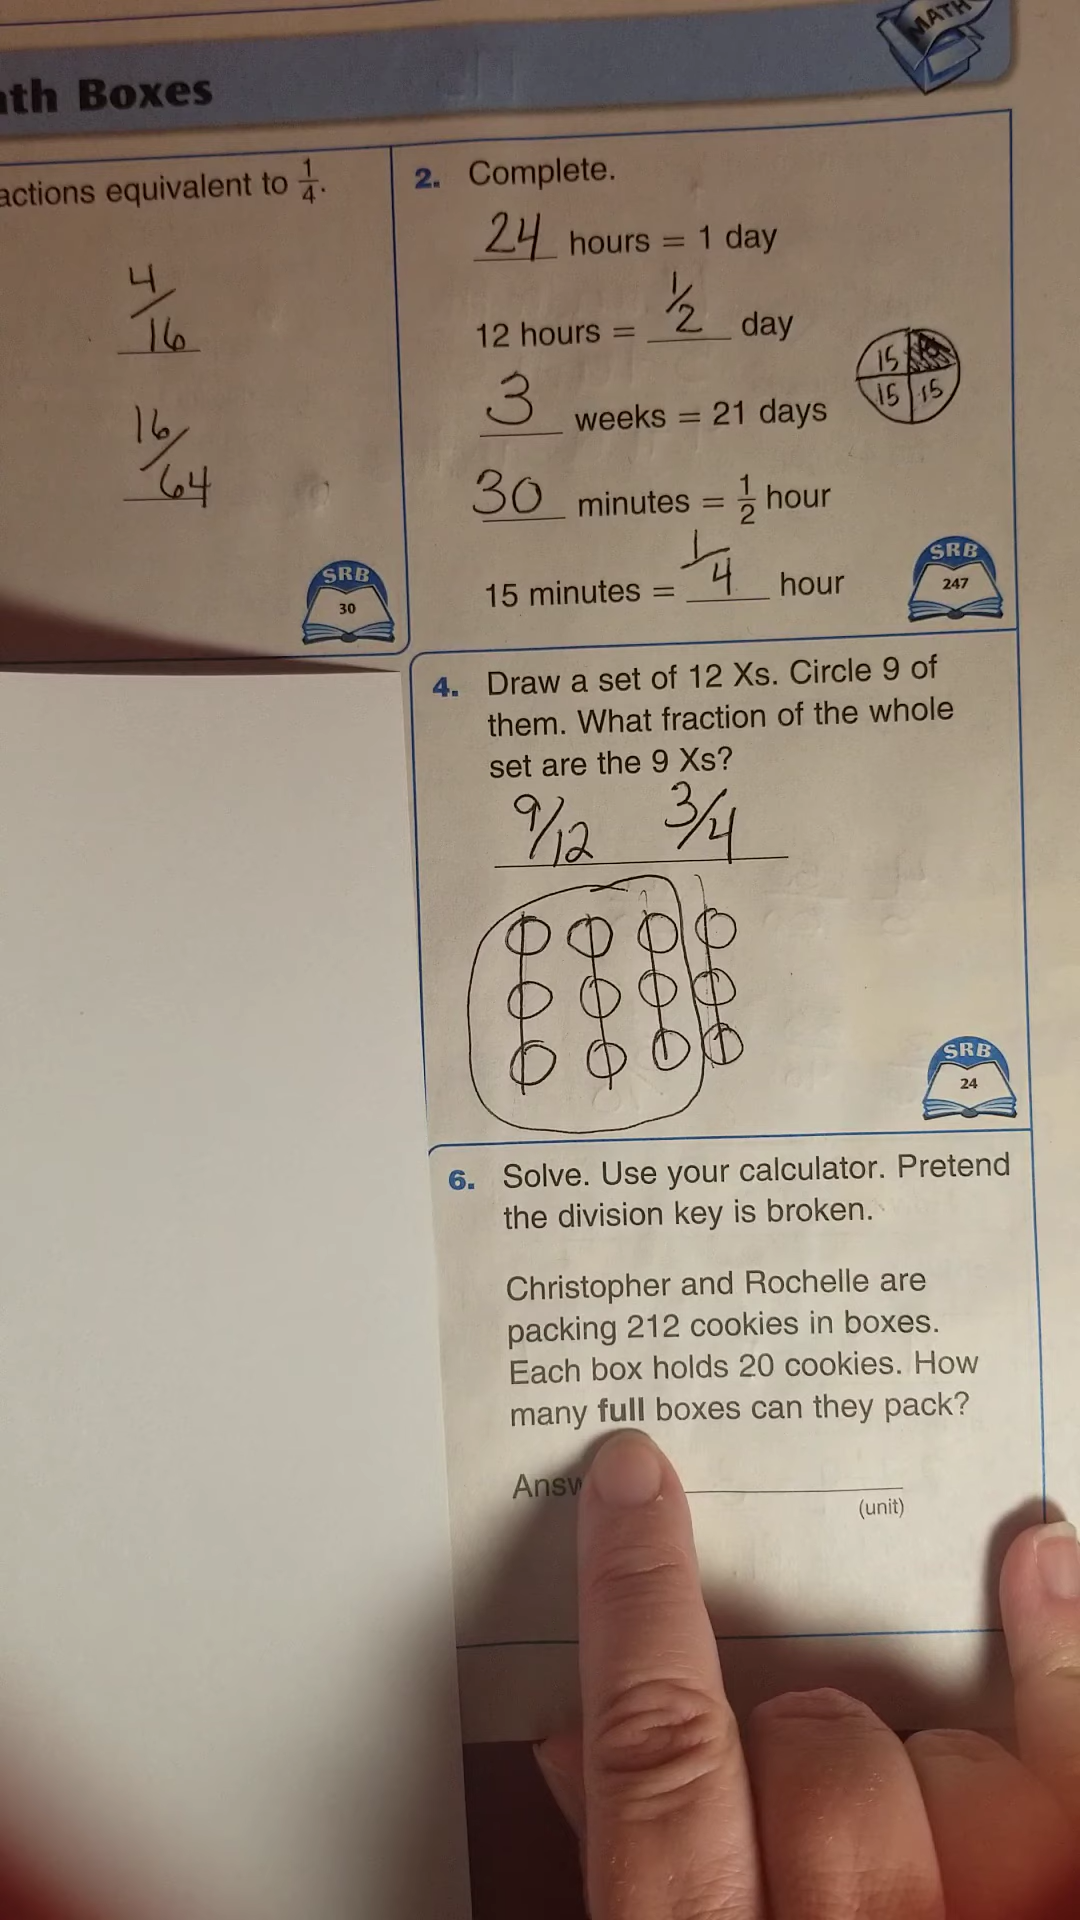 MATH
th Boxes
actions equivalent to 1/4.
4/16
16/64
SRB
30
2. Complete.
24 hours = 1 day
12 hours = 1/2 day
3 weeks = 21 days
30 minutes = 1/2 hour
15 minutes = 1/4 hour
15
15 15
SRB
247
4. Draw a set of 12 Xs. Circle 9 of
them. What fraction of the whole
set are the 9 Xs?
9/12 3/4
SRB
24
6. Solve. Use your calculator. Pretend
the division key is broken.
Christopher and Rochelle are
packing 212 cookies in boxes.
Each box holds 20 cookies. How
many full boxes can they pack?
Answ
(unit)